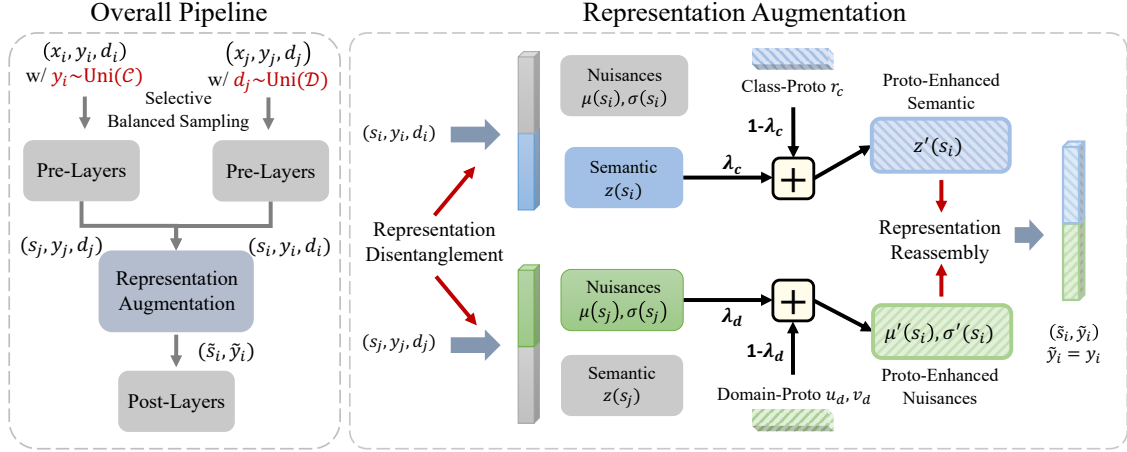 Overall Pipeline
(x_i, y_i, d_i)
w/ y_i~Uni(𝒞)
(x_j, y_j, d_j)
w/ d_j~Uni(𝒟)
Selective
Balanced Sampling
Pre-Layers
Pre-Layers
(s_j, y_j, d_j)
(s_i, y_i, d_i)
Representation
Augmentation
(s̃_i, ỹ_i)
Post-Layers
Representation Augmentation
(s_i, y_i, d_i)
Representation
Disentanglement
(s_j, y_j, d_j)
Nuisances
μ(s_i), σ(s_i)
Semantic
z(s_i)
Nuisances
μ(s_j), σ(s_j)
Semantic
z(s_j)
Class-Proto r_c
1-λ_c
λ_c
+
λ_d
+
1-λ_d
Domain-Proto u_d, v_d
Proto-Enhanced
Semantic
z′(s_i)
Representation
Reassembly
μ′(s_i), σ′(s_i)
Proto-Enhanced
Nuisances
(s̃_i, ỹ_i)
ỹ_i = y_i